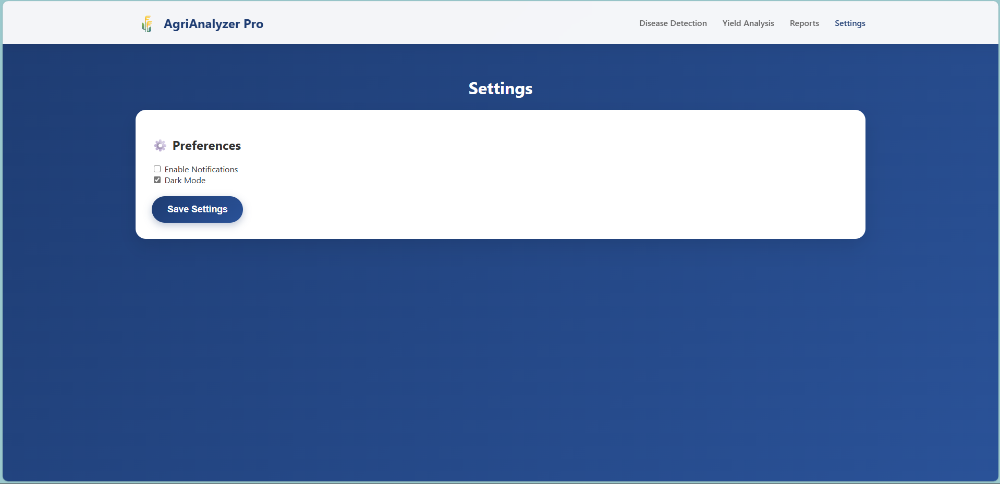 AgriAnalyzer Pro
Disease Detection
Yield Analysis
Reports
Settings
Settings
Preferences
Enable Notifications
Dark Mode
Save Settings